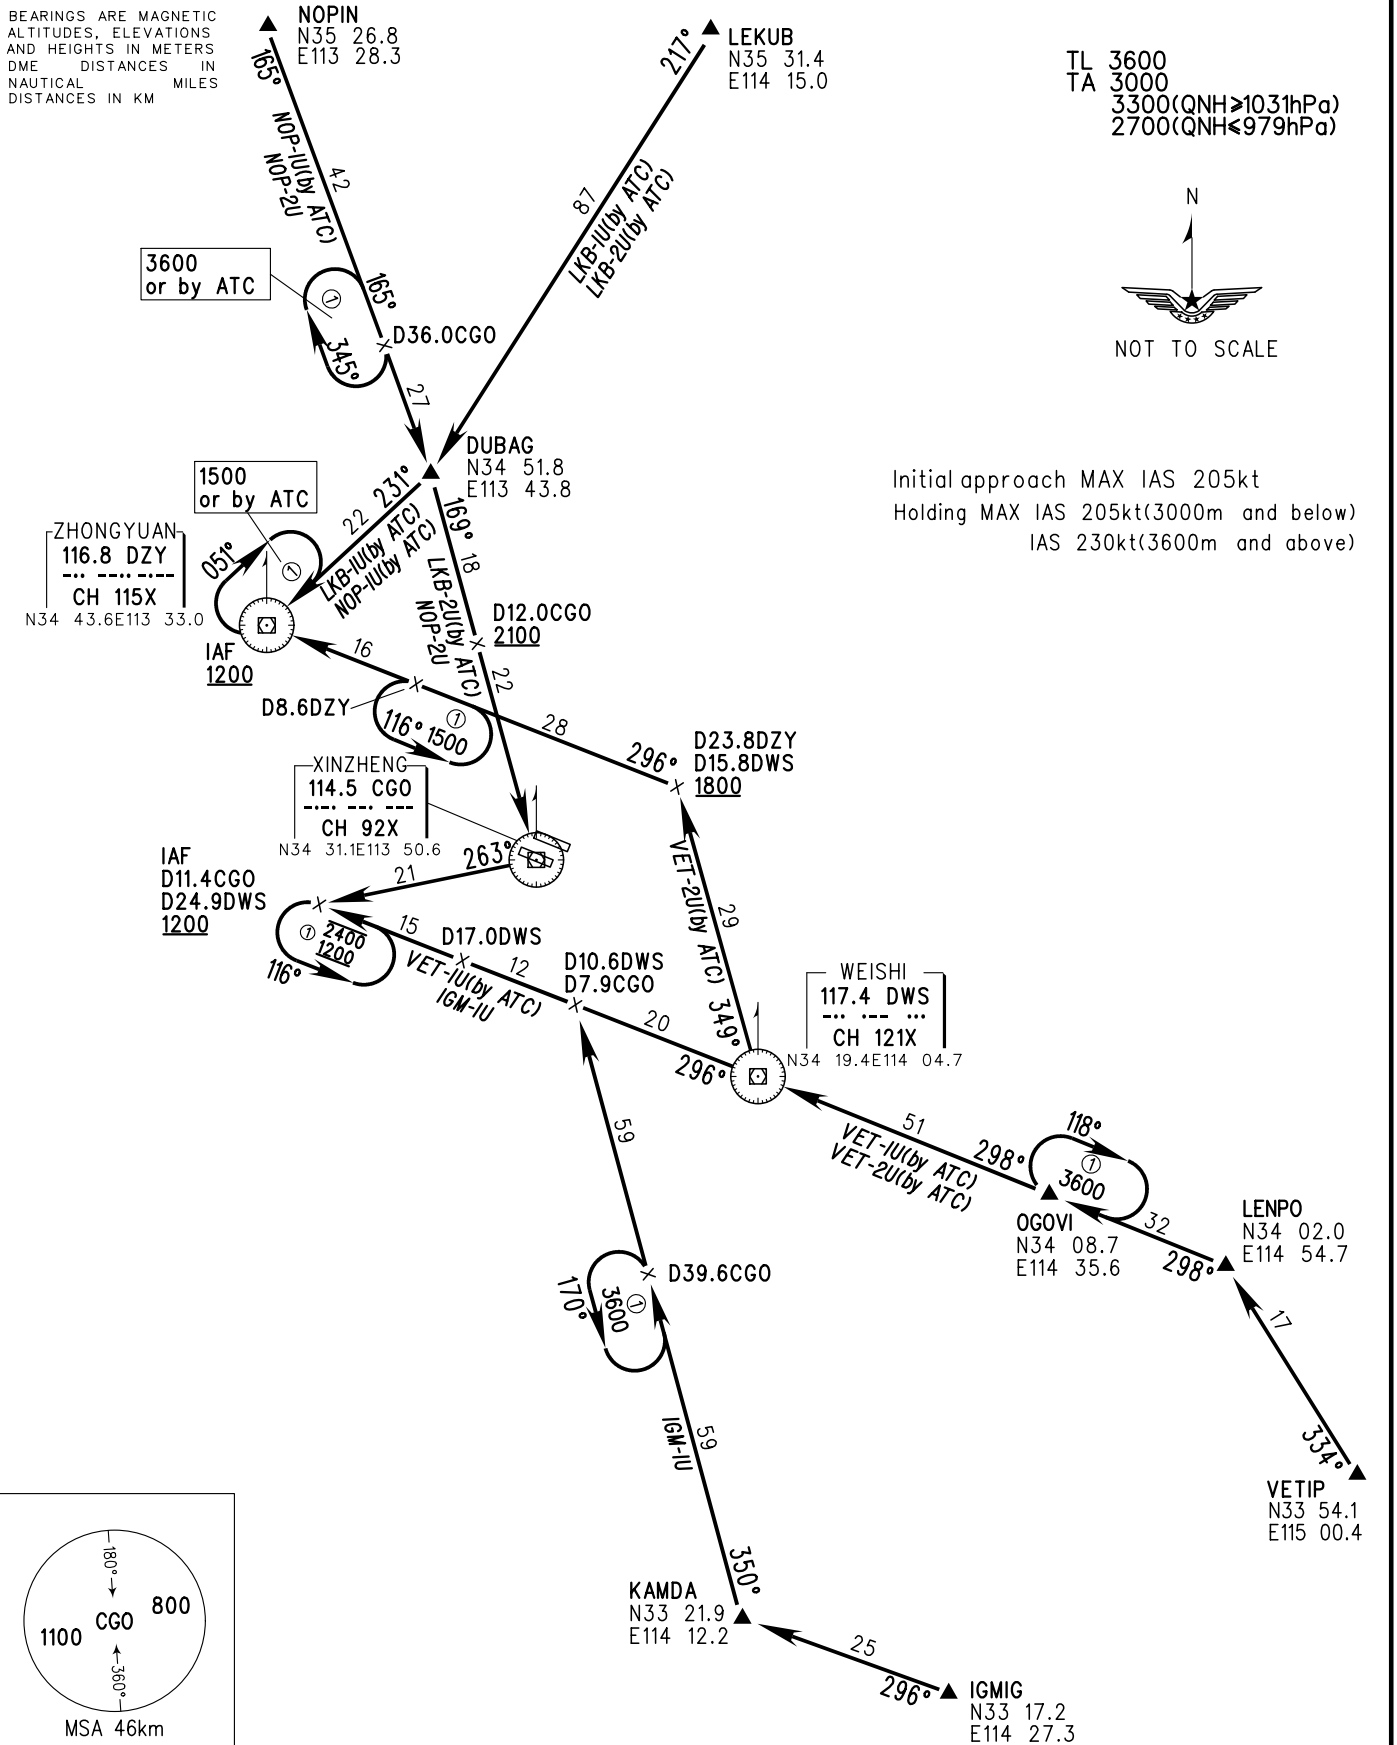 BEARINGS ARE MAGNETIC
ALTITUDES, ELEVATIONS
AND HEIGHTS IN METERS
DME DISTANCES IN
NAUTICAL MILES
DISTANCES IN KM
NOPIN
N35 26.8
E113 28.3
LEKUB
N35 31.4
E114 15.0
TL 3600
TA 3000
3300(QNH≥1031hPa)
2700(QNH≤979hPa)
N
NOT TO SCALE
165°
NOP-1U(by ATC)
NOP-2U
42
217°
87
LKB-1U(by ATC)
LKB-2U(by ATC)
3600
or by ATC
①
165°
345°
D36.0CGO
27
DUBAG
N34 51.8
E113 43.8
Initial approach MAX IAS 205kt
Holding MAX IAS 205kt(3000m and below)
IAS 230kt(3600m and above)
1500
or by ATC
231°
22
LKB-1U(by ATC)
NOP-1U(by ATC)
169°
18
LKB-2U(by ATC)
NOP-2U
ZHONGYUAN
116.8 DZY
-·· --·· -·--
CH 115X
N34 43.6E113 33.0
051°
①
IAF
1200
D12.0CGO
2100
22
16
D8.6DZY
116° 1500
①
28
296°
D23.8DZY
D15.8DWS
1800
XINZHENG
114.5 CGO
-·-· --· ---
CH 92X
N34 31.1E113 50.6
263°
21
IAF
D11.4CGO
D24.9DWS
1200
① 2400
1200
116°
15
D17.0DWS
VET-1U(by ATC)
IGM-1U
12
D10.6DWS
D7.9CGO
20
296°
VET-2U(by ATC)
349°
29
WEISHI
117.4 DWS
-·· ·-- ···
CH 121X
N34 19.4E114 04.7
59
51
VET-1U(by ATC)
VET-2U(by ATC)
298°
118°
①
3600
OGOVI
N34 08.7
E114 35.6
32
298°
LENPO
N34 02.0
E114 54.7
17
334°
VETIP
N33 54.1
E115 00.4
D39.6CGO
170°
3600
①
IGM-1U
59
350°
KAMDA
N33 21.9
E114 12.2
25
296°
IGMIG
N33 17.2
E114 27.3
180°
CGO
800
1100
360°
MSA 46km